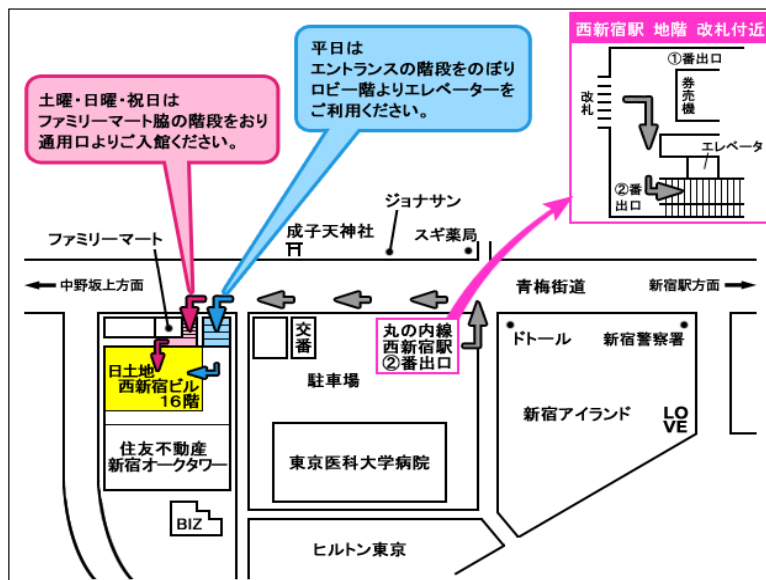 西新宿駅 地階 改札付近
①番出口
券売機
改札
エレベータ
②番
出口
平日は
エントランスの階段をのぼり
ロビー階よりエレベーターを
ご利用ください。
土曜・日曜・祝日は
ファミリーマート脇の階段をおり
通用口よりご入館ください。
ジョナサン
成子天神社
スギ薬局
ファミリーマート
中野坂上方面
青梅街道
新宿駅方面
交番
丸の内線
西新宿駅
②番出口
ドトール
新宿警察署
日土地
西新宿ビル
16階
駐車場
新宿アイランド
LO
VE
住友不動産
新宿オークタワー
東京医科大学病院
BIZ
ヒルトン東京